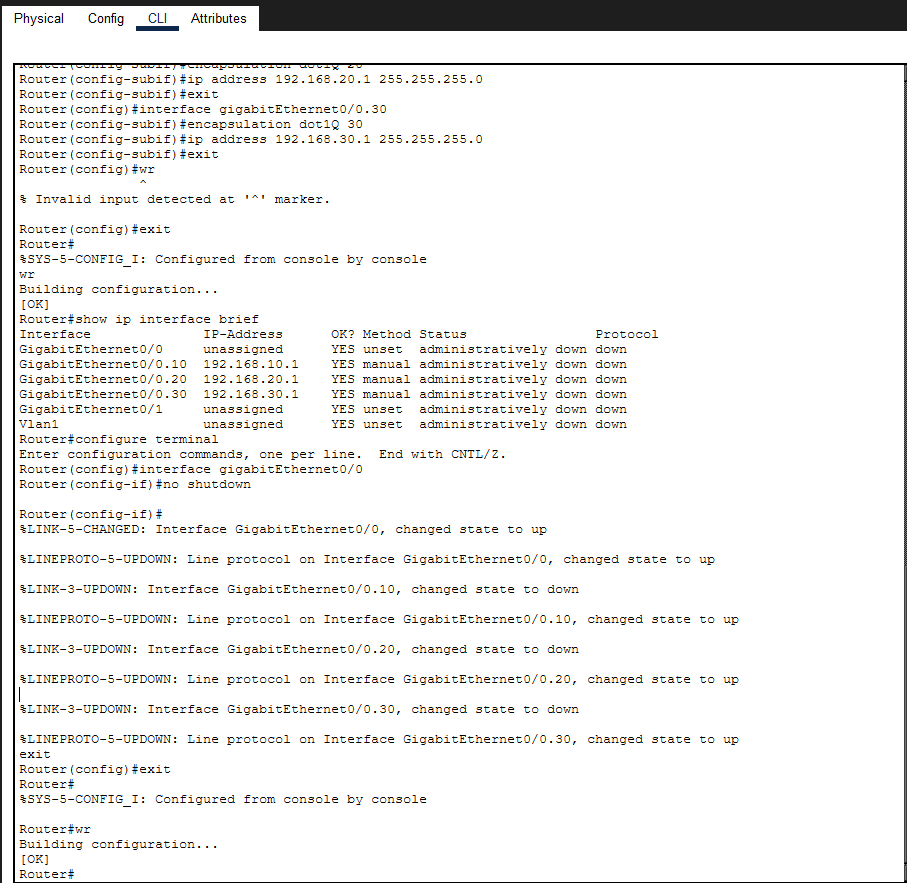 Physical Config CLI Attributes
Router(config-subif)#encapsulation dot1Q 20
Router(config-subif)#ip address 192.168.20.1 255.255.255.0
Router(config-subif)#exit
Router(config)#interface gigabitEthernet0/0.30
Router(config-subif)#encapsulation dot1Q 30
Router(config-subif)#ip address 192.168.30.1 255.255.255.0
Router(config-subif)#exit
Router(config)#wr
^
% Invalid input detected at '^' marker.
Router(config)#exit
Router#
%SYS-5-CONFIG_I: Configured from console by console
wr
Building configuration...
[OK]
Router#show ip interface brief
Interface IP-Address OK? Method Status Protocol
GigabitEthernet0/0 unassigned YES unset administratively down down
GigabitEthernet0/0.10 192.168.10.1 YES manual administratively down down
GigabitEthernet0/0.20 192.168.20.1 YES manual administratively down down
GigabitEthernet0/0.30 192.168.30.1 YES manual administratively down down
GigabitEthernet0/1 unassigned YES unset administratively down down
Vlan1 unassigned YES unset administratively down down
Router#configure terminal
Enter configuration commands, one per line. End with CNTL/Z.
Router(config)#interface gigabitEthernet0/0
Router(config-if)#no shutdown
Router(config-if)#
%LINK-5-CHANGED: Interface GigabitEthernet0/0, changed state to up
%LINEPROTO-5-UPDOWN: Line protocol on Interface GigabitEthernet0/0, changed state to up
%LINK-3-UPDOWN: Interface GigabitEthernet0/0.10, changed state to down
%LINEPROTO-5-UPDOWN: Line protocol on Interface GigabitEthernet0/0.10, changed state to up
%LINK-3-UPDOWN: Interface GigabitEthernet0/0.20, changed state to down
%LINEPROTO-5-UPDOWN: Line protocol on Interface GigabitEthernet0/0.20, changed state to up
%LINK-3-UPDOWN: Interface GigabitEthernet0/0.30, changed state to down
%LINEPROTO-5-UPDOWN: Line protocol on Interface GigabitEthernet0/0.30, changed state to up
exit
Router(config)#exit
Router#
%SYS-5-CONFIG_I: Configured from console by console
Router#wr
Building configuration...
[OK]
Router#